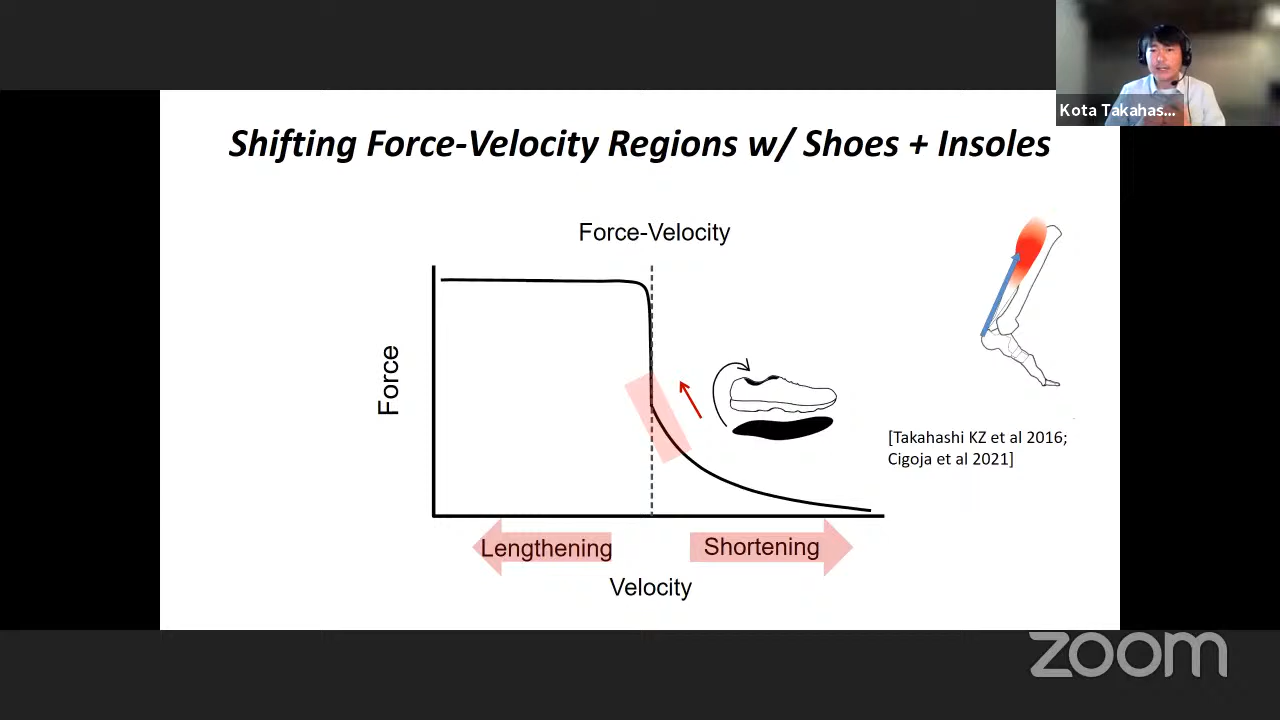 Kota Takahas...
Shifting Force-Velocity Regions w/ Shoes + Insoles
Force-Velocity
Force
[Takahashi KZ et al 2016;
Cigoja et al 2021]
Lengthening
Shortening
Velocity
zoom